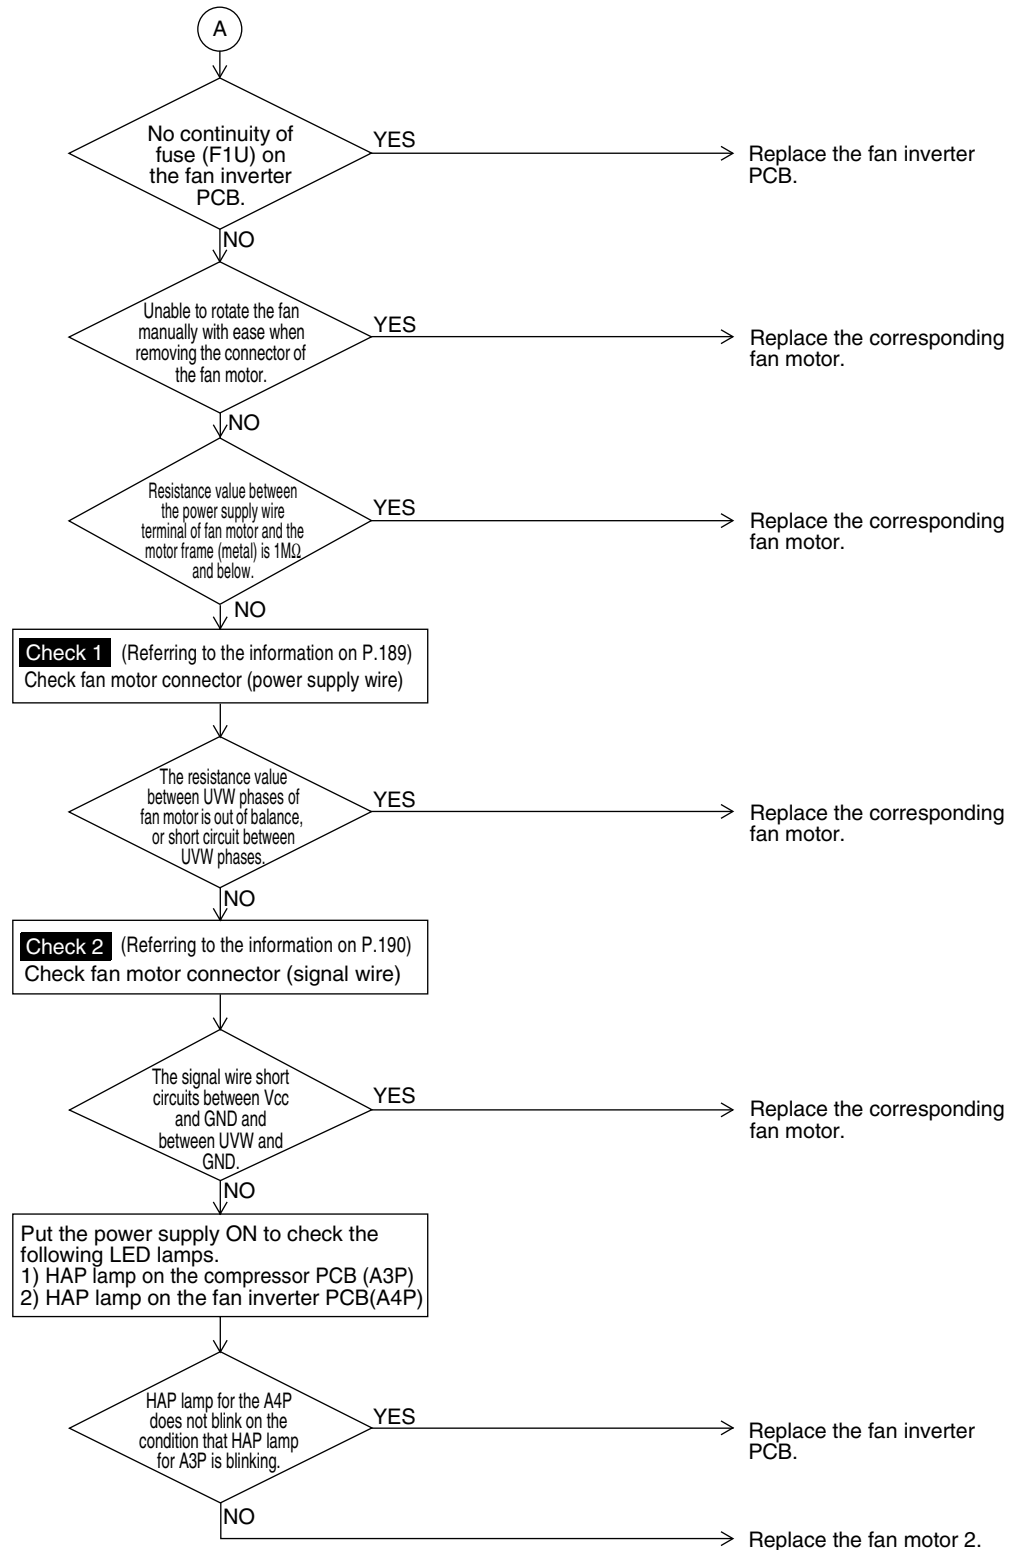 A
No continuity of
fuse (F1U) on
the fan inverter
PCB.
YES
Replace the fan inverter
PCB.
NO
Unable to rotate the fan
manually with ease when
removing the connector of
the fan motor.
YES
Replace the corresponding
fan motor.
NO
Resistance value between
the power supply wire
terminal of fan motor and the
motor frame (metal) is 1MΩ
and below.
YES
Replace the corresponding
fan motor.
NO
Check 1 (Referring to the information on P.189)
Check fan motor connector (power supply wire)
The resistance value
between UVW phases of
fan motor is out of balance,
or short circuit between
UVW phases.
YES
Replace the corresponding
fan motor.
NO
Check 2 (Referring to the information on P.190)
Check fan motor connector (signal wire)
The signal wire short
circuits between Vcc
and GND and
between UVW and
GND.
YES
Replace the corresponding
fan motor.
NO
Put the power supply ON to check the
following LED lamps.
1) HAP lamp on the compressor PCB (A3P)
2) HAP lamp on the fan inverter PCB(A4P)
HAP lamp for the A4P
does not blink on the
condition that HAP lamp
for A3P is blinking.
YES
Replace the fan inverter
PCB.
NO
Replace the fan motor 2.